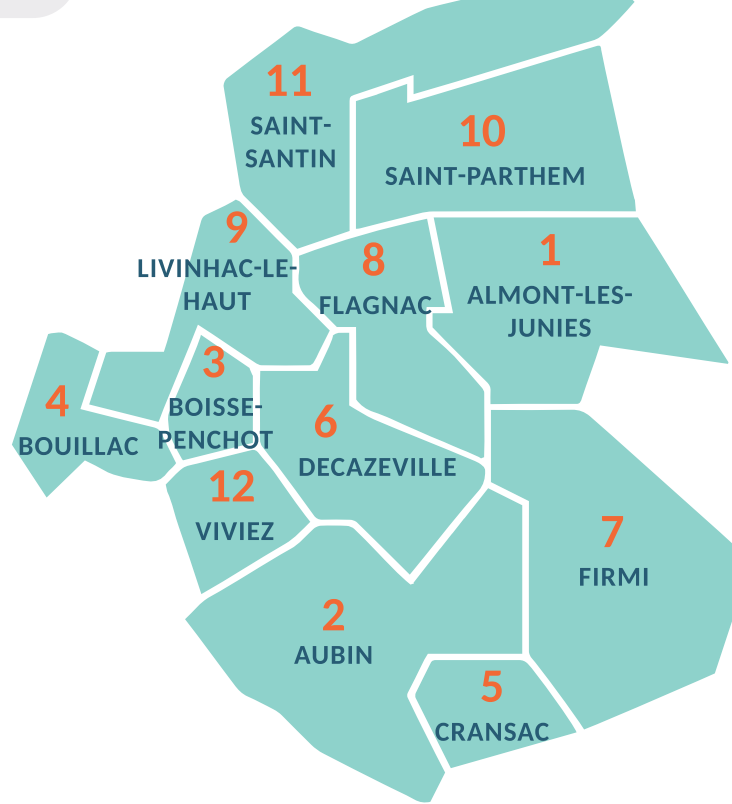 11
SAINT-
SANTIN
10
SAINT-PARTHEM
9
LIVINHAC-LE-
HAUT
8
FLAGNAC
1
ALMONT-LES-
JUNIES
3
BOISSE-
PENCHOT
4
BOUILLAC
6
DECAZEVILLE
12
VIVIEZ
7
FIRMI
2
AUBIN
5
CRANSAC